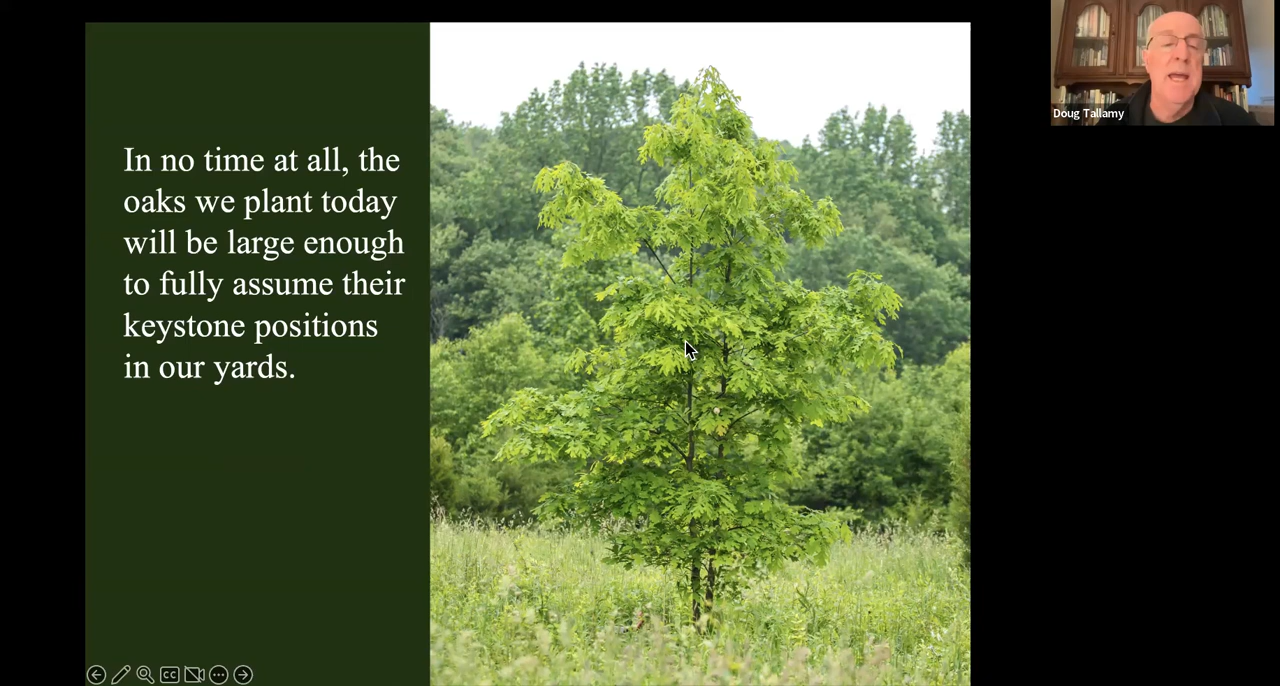 In no time at all, the
oaks we plant today
will be large enough
to fully assume their
keystone positions
in our yards.
Doug Tallamy
CC